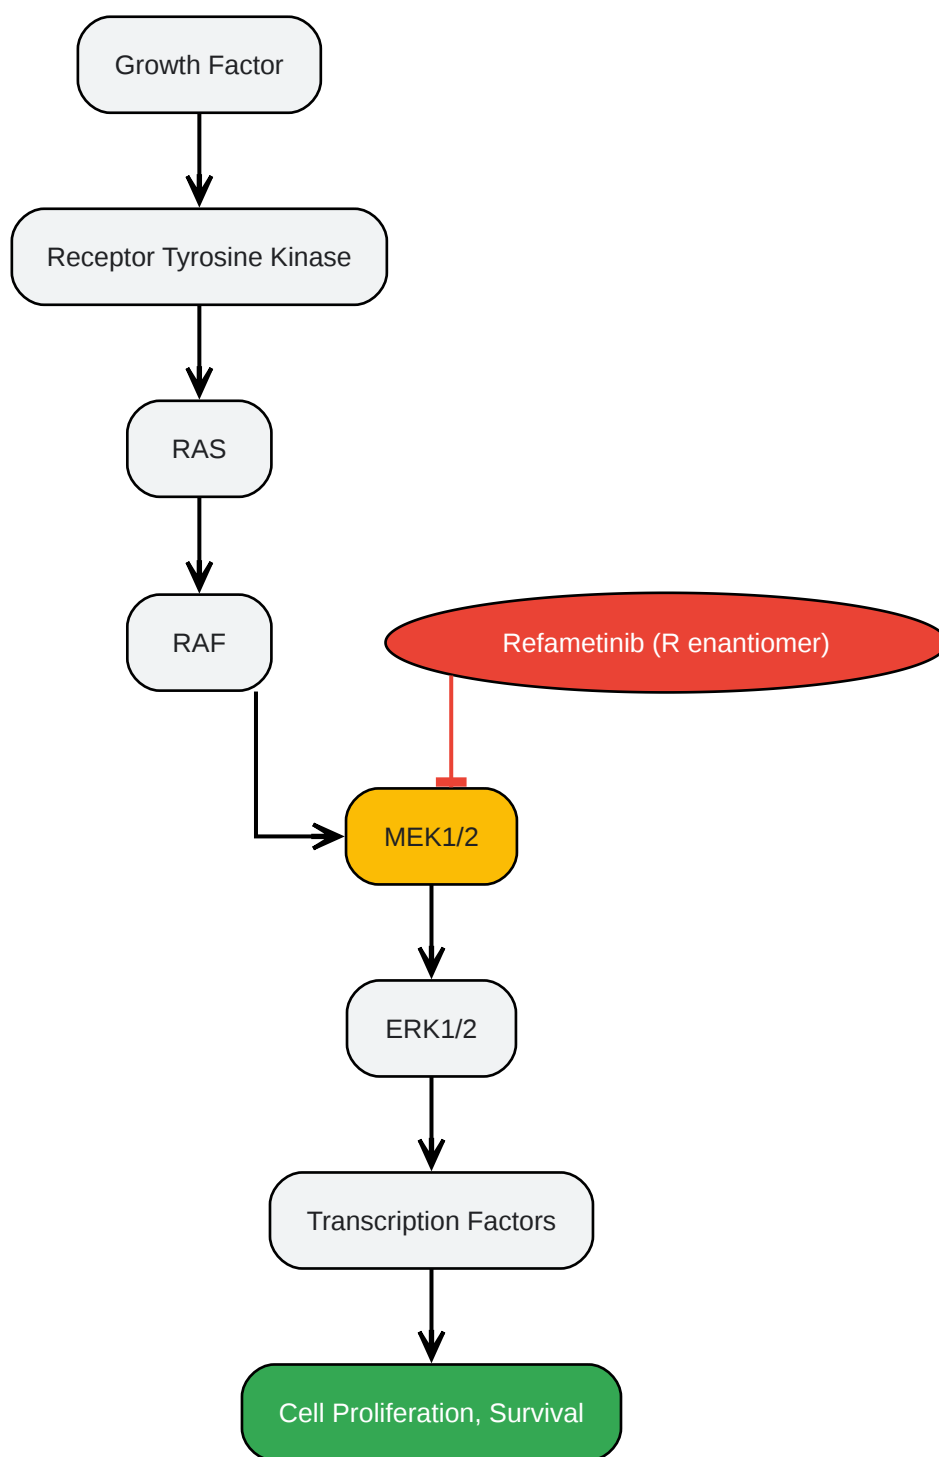 Growth Factor
Receptor Tyrosine Kinase
RAS
RAF
Refametinib (R enantiomer)
MEK1/2
ERK1/2
Transcription Factors
Cell Proliferation, Survival